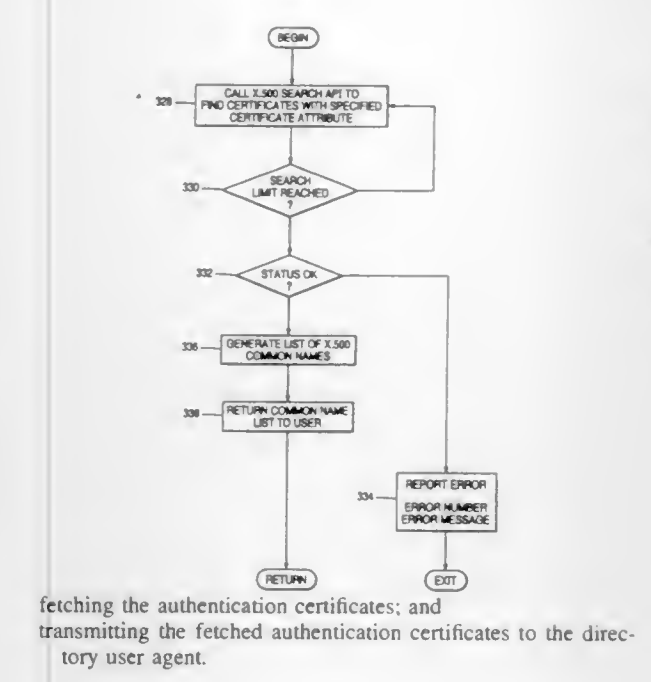 BEGIN
328
CALL X.500 SEARCH API TO
FIND CERTIFICATES WITH SPECIFIED
CERTIFICATE ATTRIBUTE
330
SEARCH
LIMIT REACHED
?
332
STATUS OK
?
336
GENERATE LIST OF X.500
COMMON NAMES
338
RETURN COMMON NAME
LIST TO USER
REPORT ERROR
334
ERROR NUMBER
ERROR MESSAGE
RETURN
EXIT
fetching the authentication certificates; and
transmitting the fetched authentication certificates to the direc-
tory user agent.